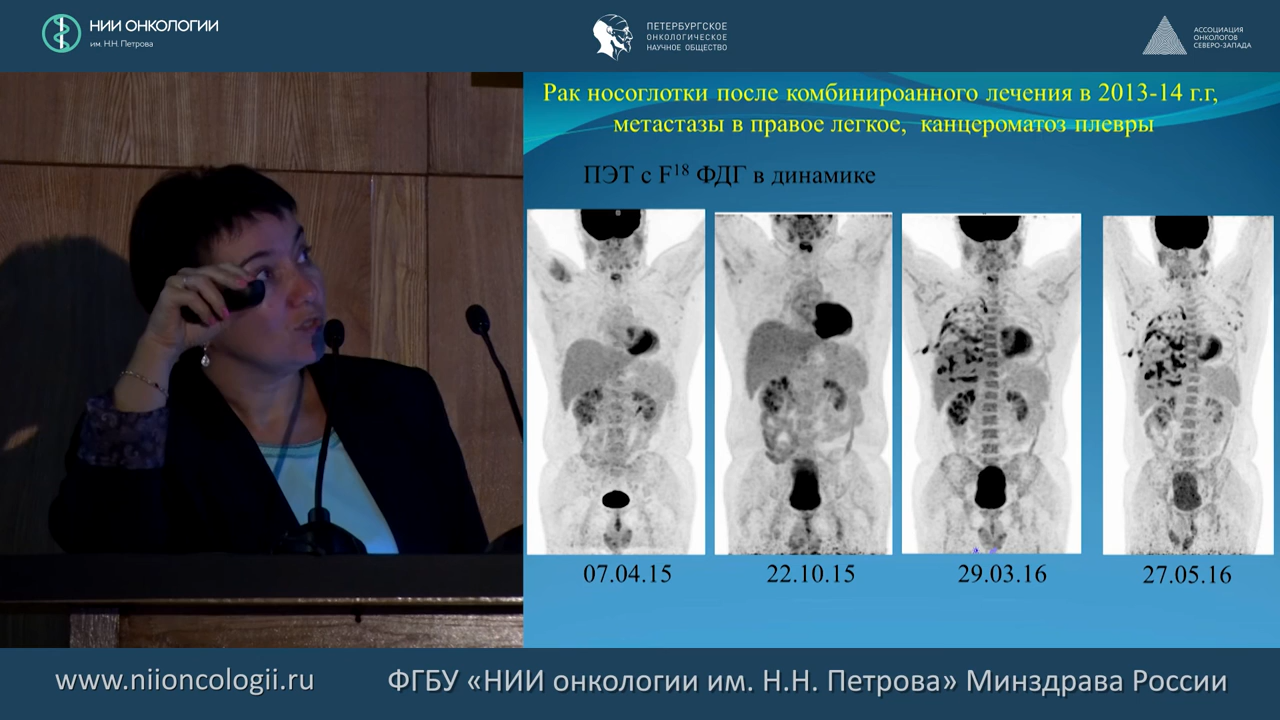 НИИ ОНКОЛОГИИ
им. Н.Н. Петрова
ПЕТЕРБУРГСКОЕ
ОНКОЛОГИЧЕСКОЕ
НАУЧНОЕ ОБЩЕСТВО
АССОЦИАЦИЯ
ОНКОЛОГОВ
СЕВЕРО-ЗАПАДА
Рак носоглотки после комбинироанного лечения в 2013-14 г.г,
метастазы в правое легкое, канцероматоз плевры
ПЭТ с F18 ФДГ в динамике
07.04.15
22.10.15
29.03.16
27.05.16
www.niioncologii.ru
ФГБУ «НИИ онкологии им. Н.Н. Петрова» Минздрава России